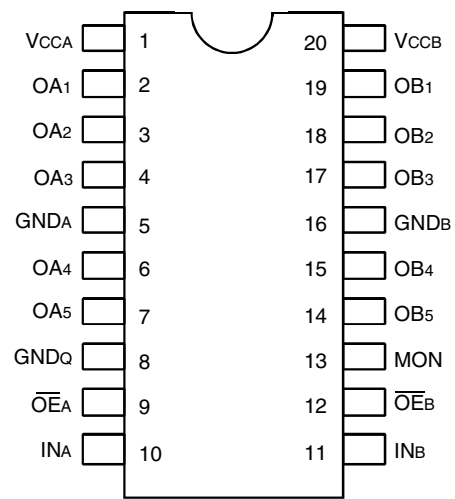 VCCA 1 20 VCCB
OA1 2 19 OB1
OA2 3 18 OB2
OA3 4 17 OB3
GNDA 5 16 GNDB
OA4 6 15 OB4
OA5 7 14 OB5
GNDQ 8 13 MON
O̅E̅A 9 12 O̅E̅B
INA 10 11 INB